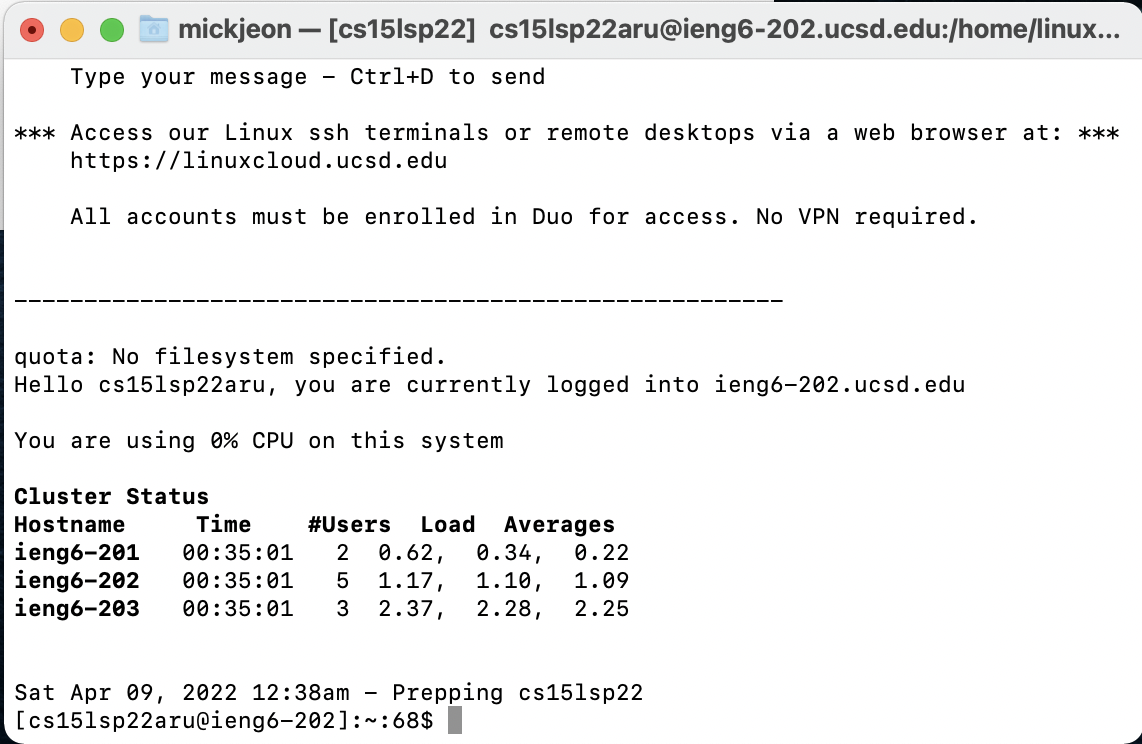 mickjeon — [cs15lsp22] cs15lsp22aru@ieng6-202.ucsd.edu:/home/linux...
Type your message - Ctrl+D to send
*** Access our Linux ssh terminals or remote desktops via a web browser at: ***
https://linuxcloud.ucsd.edu
All accounts must be enrolled in Duo for access. No VPN required.
-------------------------------------------------------
quota: No filesystem specified.
Hello cs15lsp22aru, you are currently logged into ieng6-202.ucsd.edu
You are using 0% CPU on this system
Cluster Status
Hostname     Time    #Users  Load  Averages
ieng6-201   00:35:01   2  0.62,  0.34,  0.22
ieng6-202   00:35:01   5  1.17,  1.10,  1.09
ieng6-203   00:35:01   3  2.37,  2.28,  2.25
Sat Apr 09, 2022 12:38am - Prepping cs15lsp22
[cs15lsp22aru@ieng6-202]:~:68$